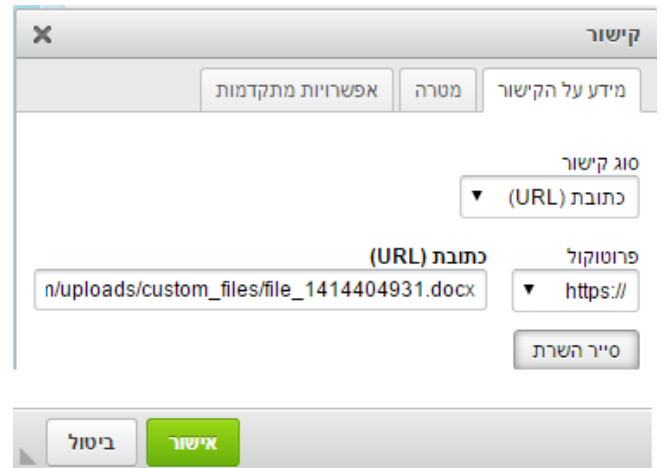 קישור
מידע על הקישור מטרה אפשרויות מתקדמות
סוג קישור
כתובת (URL)
פרוטוקול כתובת (URL)
https:// n/uploads/custom_files/file_1414404931.docx
סייר השרת
אישור ביטול